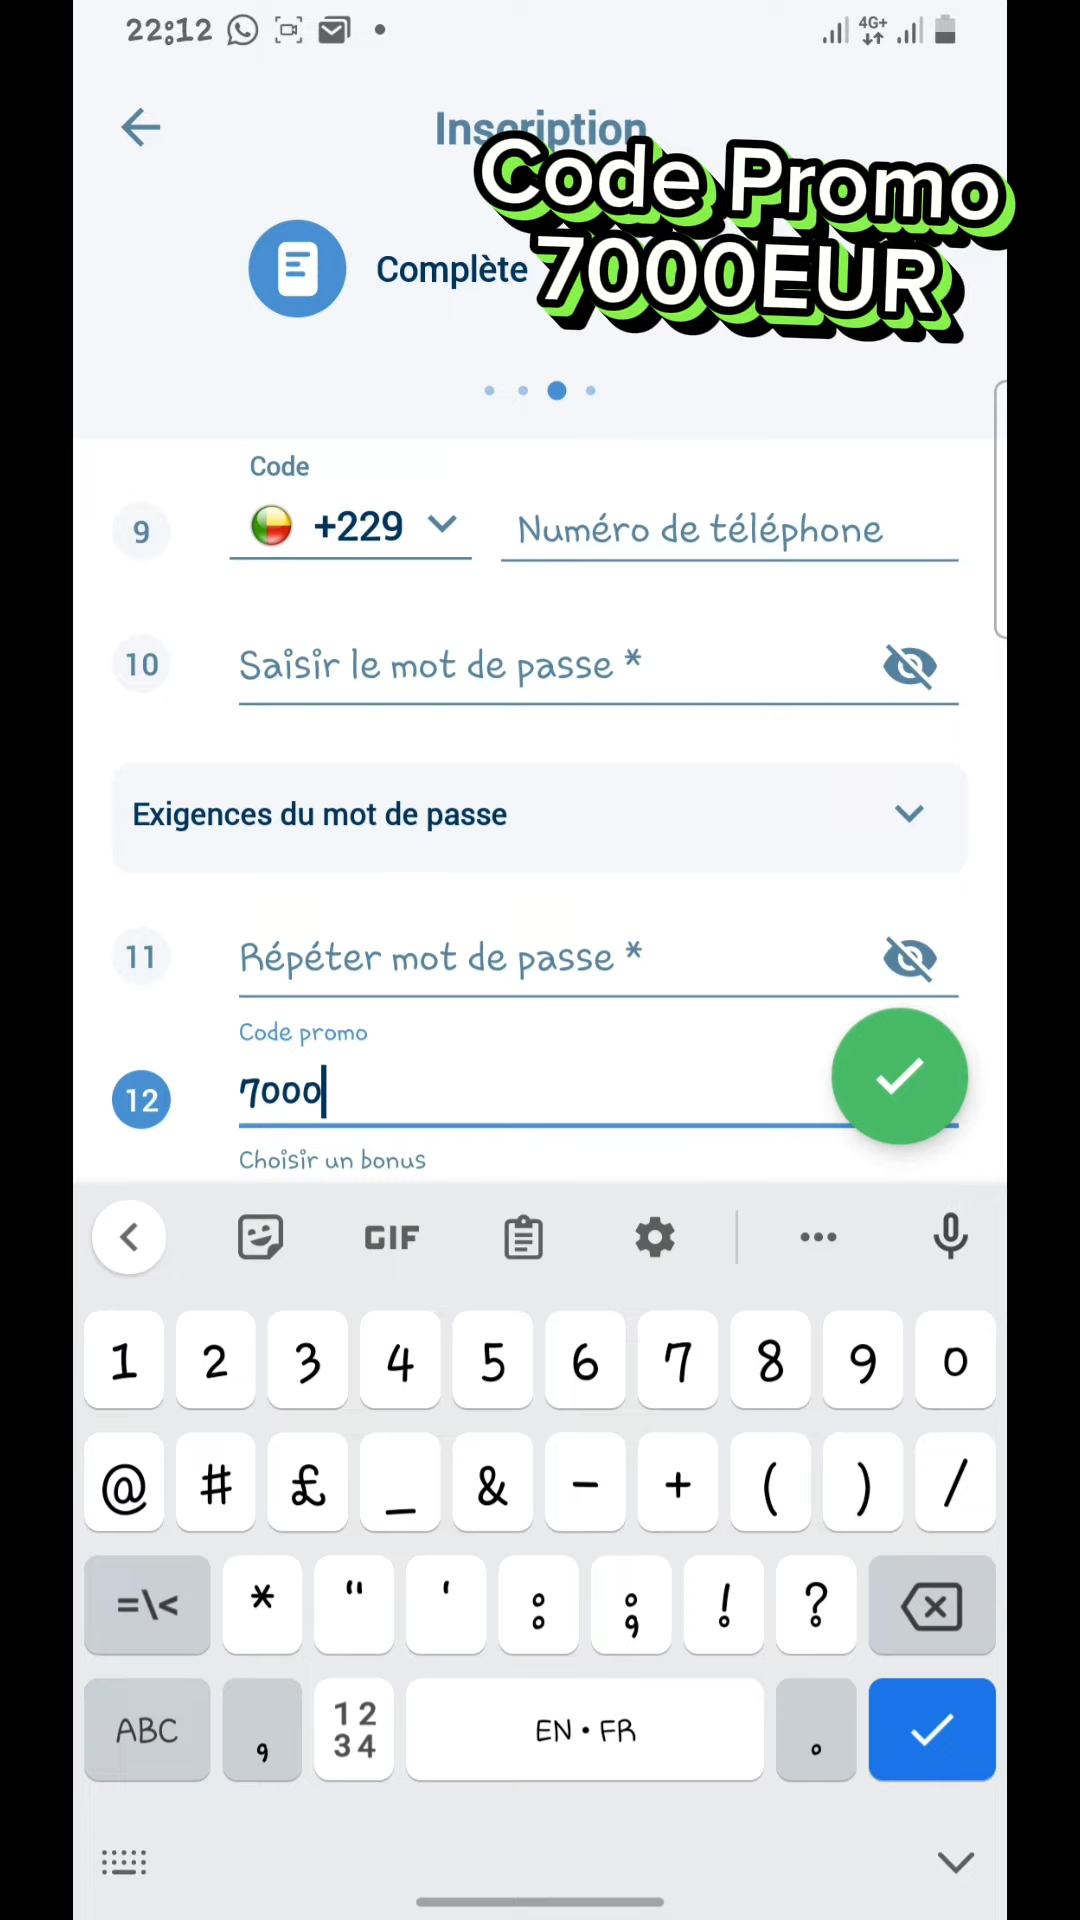 22:12
4G+
Inscription
Code Promo
7000EUR
Complète
Code
9
+229
Numéro de téléphone
10
Saisir le mot de passe *
Exigences du mot de passe
11
Répéter mot de passe *
Code promo
12
7000
Choisir un bonus
GIF
1 2 3 4 5 6 7 8 9 0
@ # £ _ & - + ( ) /
=\< * " ' : ; ! ?
ABC , 1 2 3 4 EN • FR .